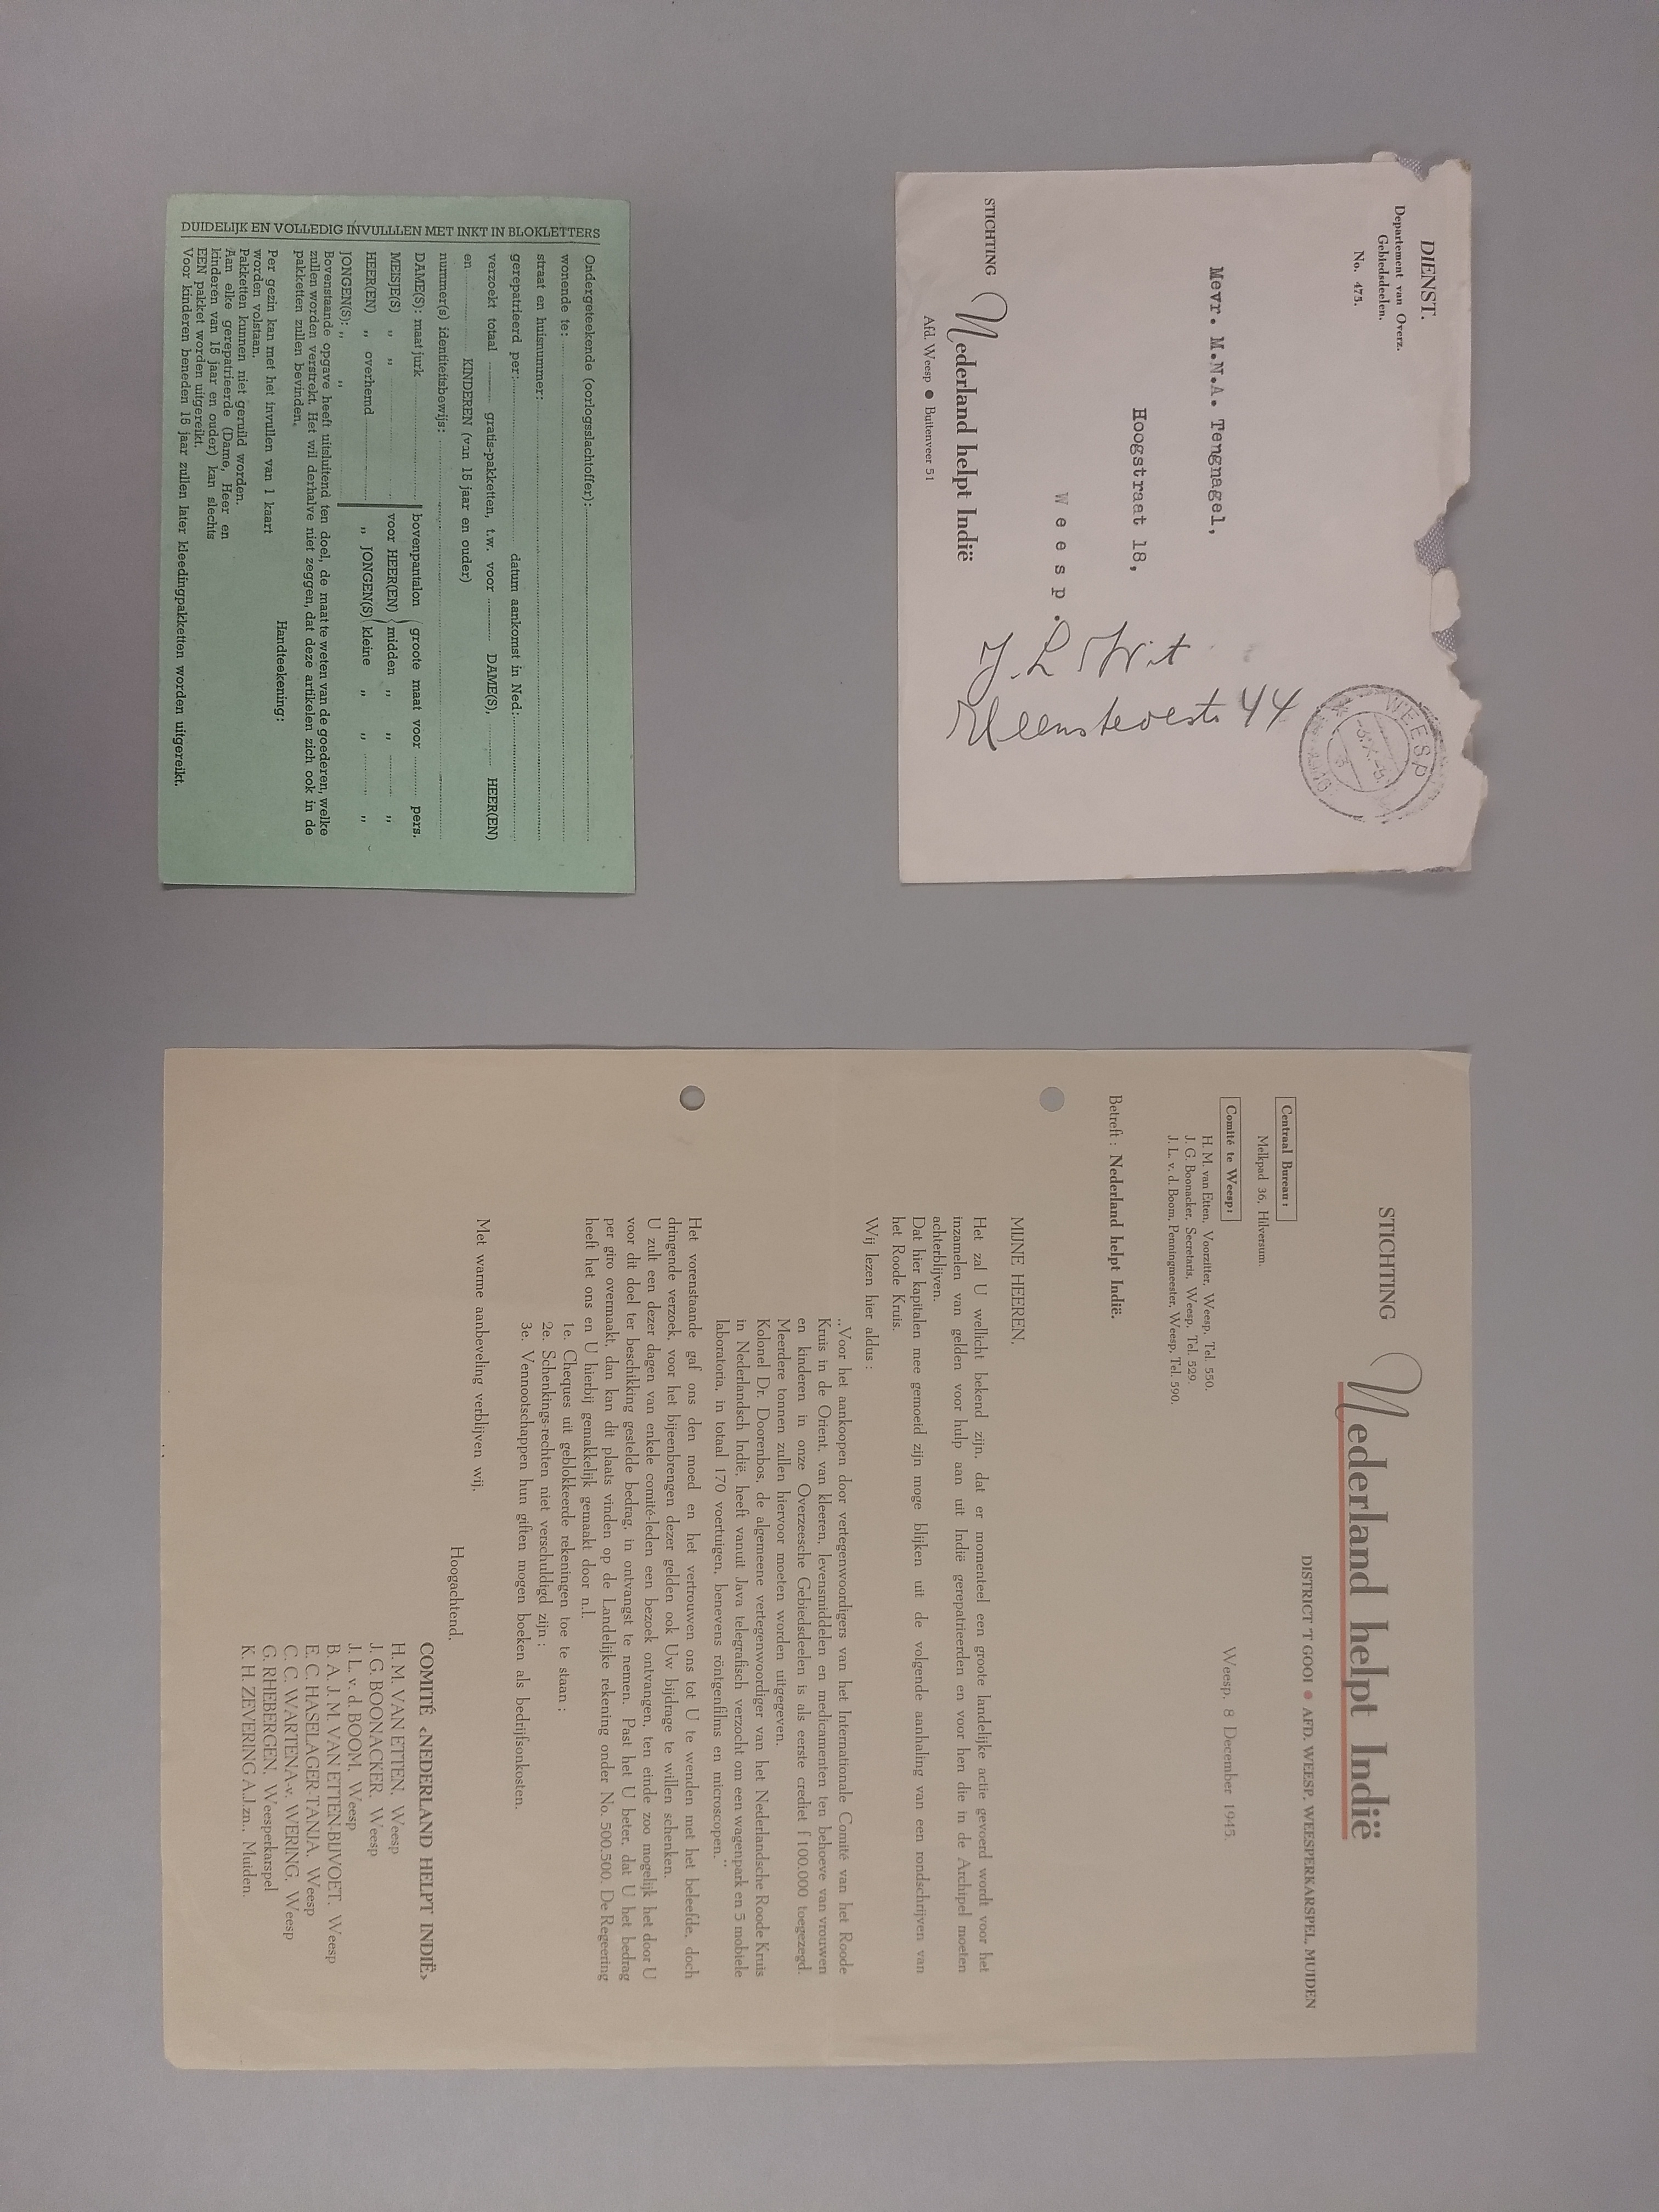 DIENST.
Departement van Overz.
Gebiedsdeelen.
No. 475.
Mevr. M.N.A. Tengnagel,
Hoogstraat 18,
Weesp.
STICHTING Nederland helpt Indië
Afd. Weesp ● Buitenveer 51
J. L Wit
44
WEESP
DUIDELIJK EN VOLLEDIG INVULLLEN MET INKT IN BLOKLETTERS
Ondergeteekende (oorlogsslachtoffer):
wonende te:
straat en huisnummer:
gerepatrieerd per: datum aankomst in Ned:
verzoekt totaal gratis-pakketten, t.w. voor DAME(S), HEER(EN)
en KINDEREN (van 15 jaar en ouder)
nummer(s) identiteitsbewijs:
DAME(S): maat jurk bovenpantalon groote maat voor pers.
MEISJE(S) „ „ voor HEER(EN) midden „ „ „
HEER(EN) „ overhemd „ JONGEN(S) kleine „ „ „
JONGEN(S): „ „
Bovenstaande opgave heeft uitsluitend ten doel, de maat te weten van de goederen, welke
zullen worden verstrekt. Het wil derhalve niet zeggen, dat deze artikelen zich ook in de
pakketten zullen bevinden.
Handteekening:
Per gezin kan met het invullen van 1 kaart
worden volstaan.
Pakketten kunnen niet geruild worden.
Aan elke gerepatrieerde (Dame, Heer en
kinderen van 15 jaar en ouder) kan slechts
EEN pakket worden uitgereikt.
Voor kinderen beneden 15 jaar zullen later kleedingpakketten worden uitgereikt.
STICHTING Nederland helpt Indië
DISTRICT 'T GOOI ● AFD. WEESP, WEESPERKARSPEL, MUIDEN
Centraal Bureau:
Melkpad 36, Hilversum.
Comité te Weesp:
H. M. van Etten, Voorzitter, Weesp, Tel. 550.
J. G. Boonacker, Secretaris, Weesp, Tel. 529.
J. L. v. d. Boom, Penningmeester, Weesp, Tel. 590.
Weesp, 8 December 1945.
Betreft: Nederland helpt Indië.
MIJNE HEEREN,
Het zal U wellicht bekend zijn, dat er momenteel een groote landelijke actie gevoerd wordt voor het
inzamelen van gelden voor hulp aan uit Indië gerepatrieerden en voor hen die in de Archipel moeten
achterblijven.
Dat hier kapitalen mee gemoeid zijn moge blijken uit de volgende aanhaling van een rondschrijven van
het Roode Kruis.
Wij lezen hier aldus:
„Voor het aankoopen door vertegenwoordigers van het Internationale Comité van het Roode
Kruis in de Orient, van kleeren, levensmiddelen en medicamenten ten behoeve van vrouwen
en kinderen in onze Overzeesche Gebiedsdeelen is als eerste crediet f 100.000 toegezegd.
Meerdere tonnen zullen hiervoor moeten worden uitgegeven.
Kolonel Dr. Doorenbos, de algemeene vertegenwoordiger van het Nederlandsche Roode Kruis
in Nederlandsch Indië, heeft vantuit Java telegrafisch verzocht om een wagenpark en 5 mobiele
laboratoria, in totaal 170 voertuigen, benevens röntgenfilms en microscopen."
Het vorenstaande gaf ons den moed en het vertrouwen ons tot U te wenden met het beleefde, doch
dringende verzoek, voor het bijeenbrengen dezer gelden ook Uw bijdrage te willen schenken.
U zult een dezer dagen van enkele comité-leden een bezoek ontvangen, ten einde zoo mogelijk het door U
voor dit doel ter beschikking gestelde bedrag, in ontvangst te nemen. Past het U beter, dat U het bedrag
per giro overmaakt, dan kan dit plaats vinden op de Landelijke rekening onder No. 500.500. De Regeering
heeft het ons en U hierbij gemakkelijk gemaakt door n.l.
1e. Cheques uit geblokkeerde rekeningen toe te staan;
2e. Schenkings-rechten niet verschuldigd zijn;
3e. Vennootschappen hun giften mogen boeken als bedrijfsonkosten.
Met warme aanbeveling verblijven wij,
Hoogachtend,
COMITÉ «NEDERLAND HELPT INDIË»
H. M. VAN ETTEN, Weesp
J. G. BOONACKER, Weesp
J. L. v. d. BOOM, Weesp
B. A. J. M. VAN ETTEN-BIJVOET, Weesp
E. C. HASELAGER-TANJA, Weesp
C. C. WARTENA-v. WERING, Weesp
G. RHEBERGEN, Weesperkarspel
K. H. ZEVERING A.Jzn., Muiden.